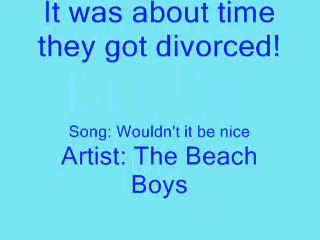 It was about time
they got divorced!
Song: Wouldn't it be nice
Artist: The Beach
Boys